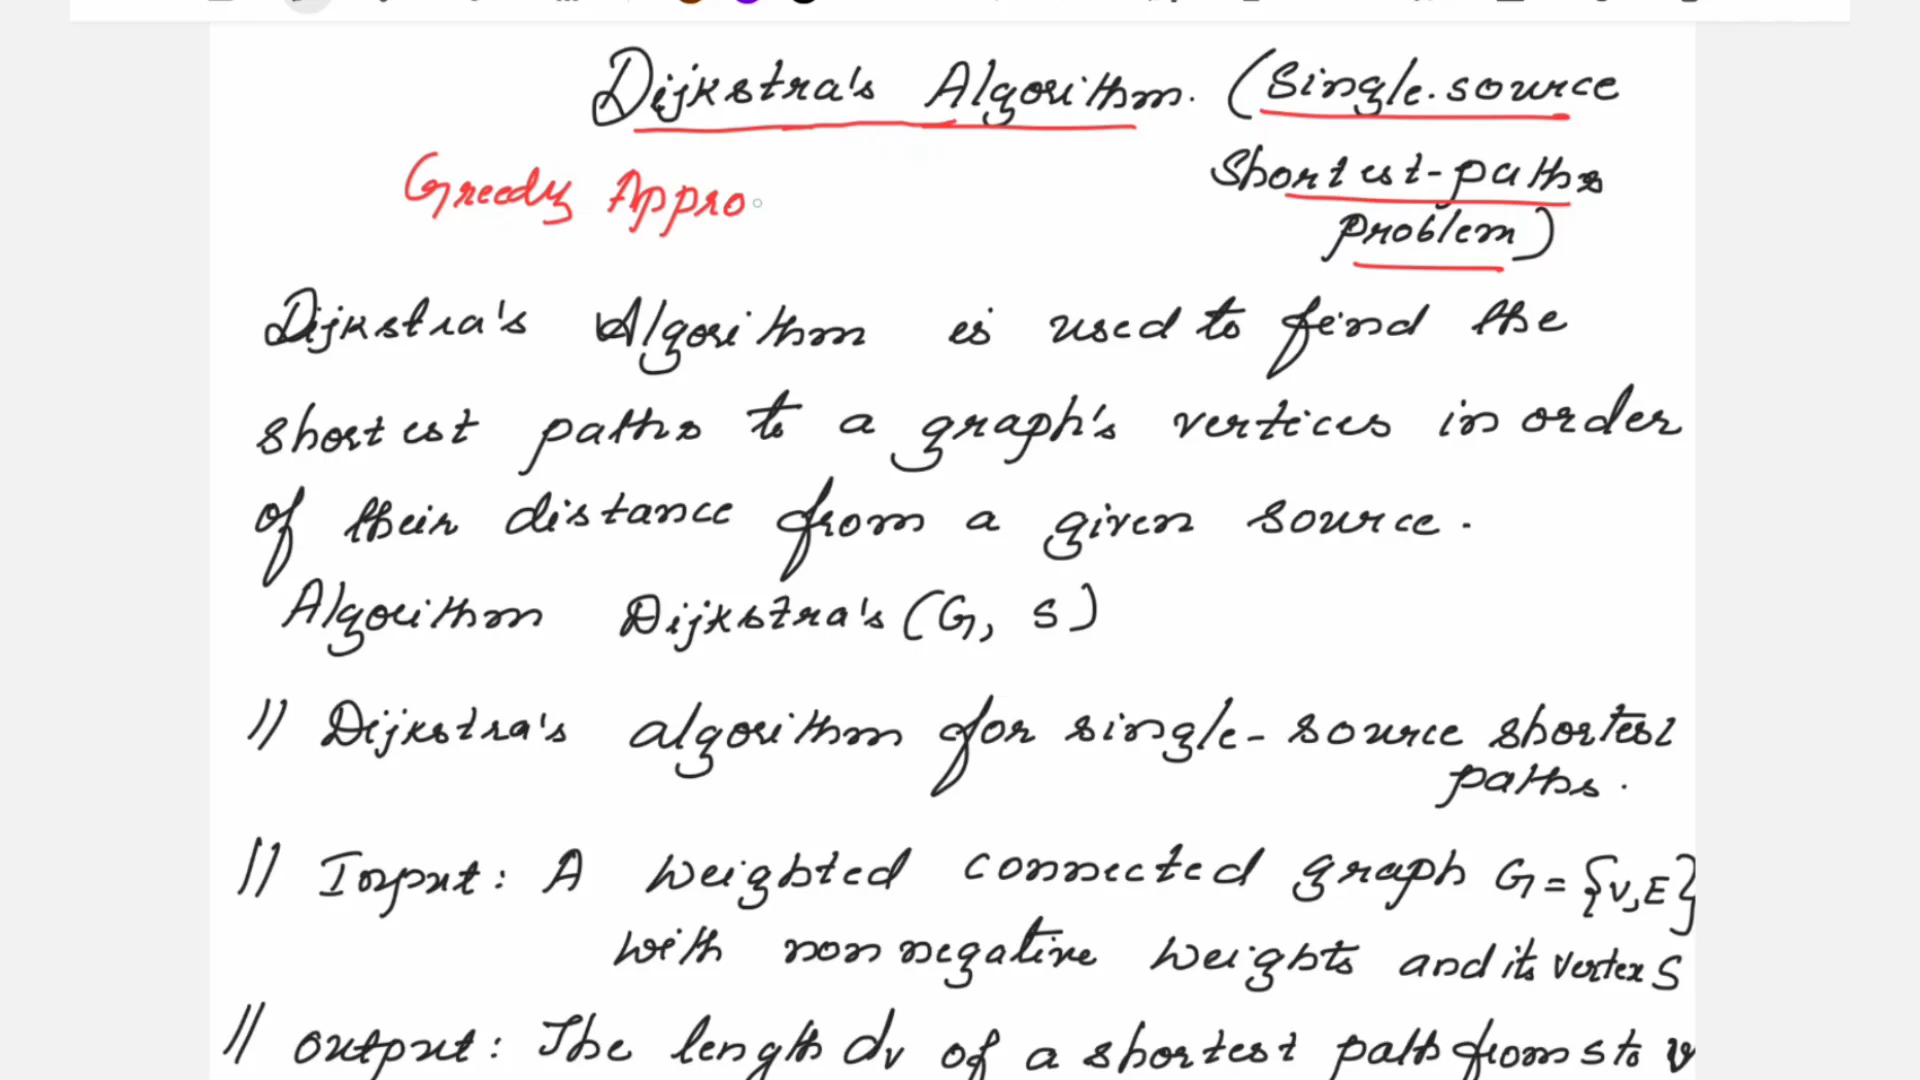 Dijkstra's Algorithm. (Single-source
Shortest-paths
problem)
Greedy Appro
Dijkstra's Algorithm is used to find the
shortest paths to a graph's vertices in order
of their distance from a given source.
Algorithm Dijkstra's (G, S)
// Dijkstra's algorithm for single-source shortest
paths.
// Input: A weighted connected graph G = {V, E}
with nonnegative weights and its vertex S
// output: The length dv of a shortest path from s to v